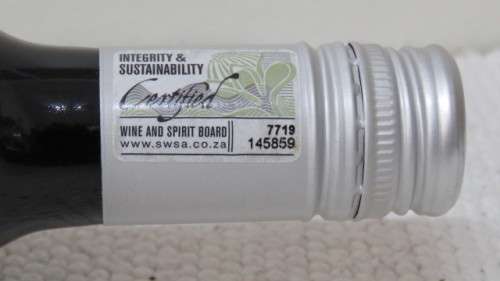 INTEGRITY &
SUSTAINABILITY
Certified
WINE AND SPIRIT BOARD 7719
www.swsa.co.za 145859